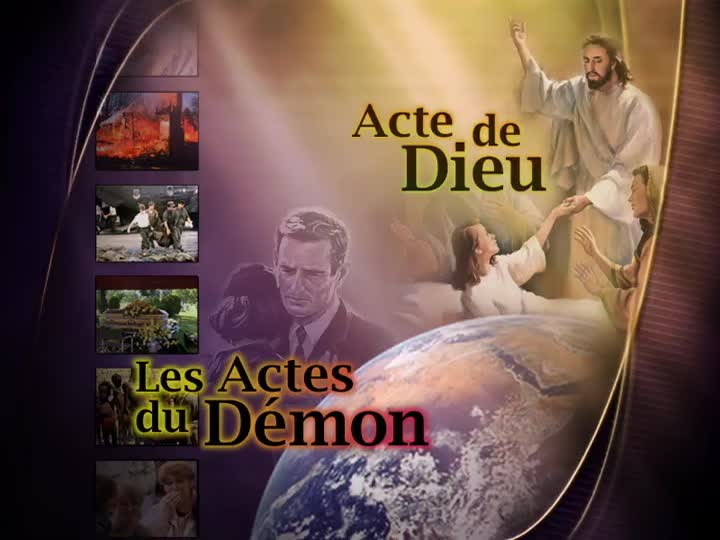 Acte de
Dieu
Les Actes
du Démon